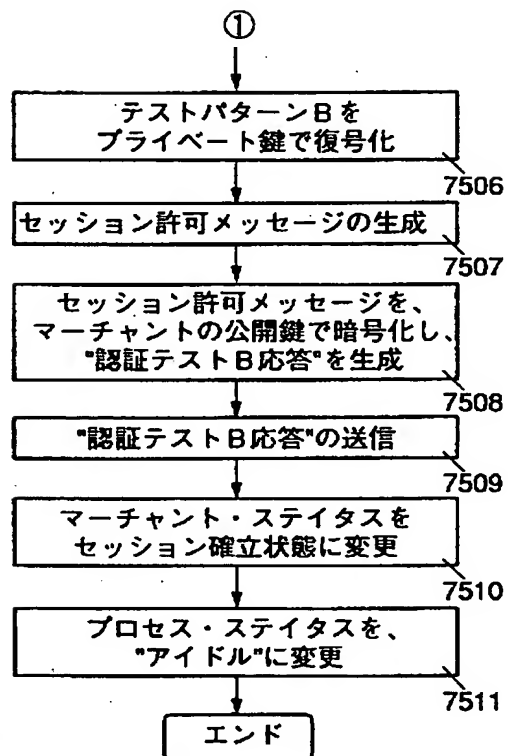 ①
テストパターンBを
プライベート鍵で復号化
7506
セッション許可メッセージの生成
7507
セッション許可メッセージを、
マーチャントの公開鍵で暗号化し、
"認証テストB応答"を生成
7508
"認証テストB応答"の送信
7509
マーチャント・ステイタスを
セッション確立状態に変更
7510
プロセス・ステイタスを、
"アイドル"に変更
7511
エンド